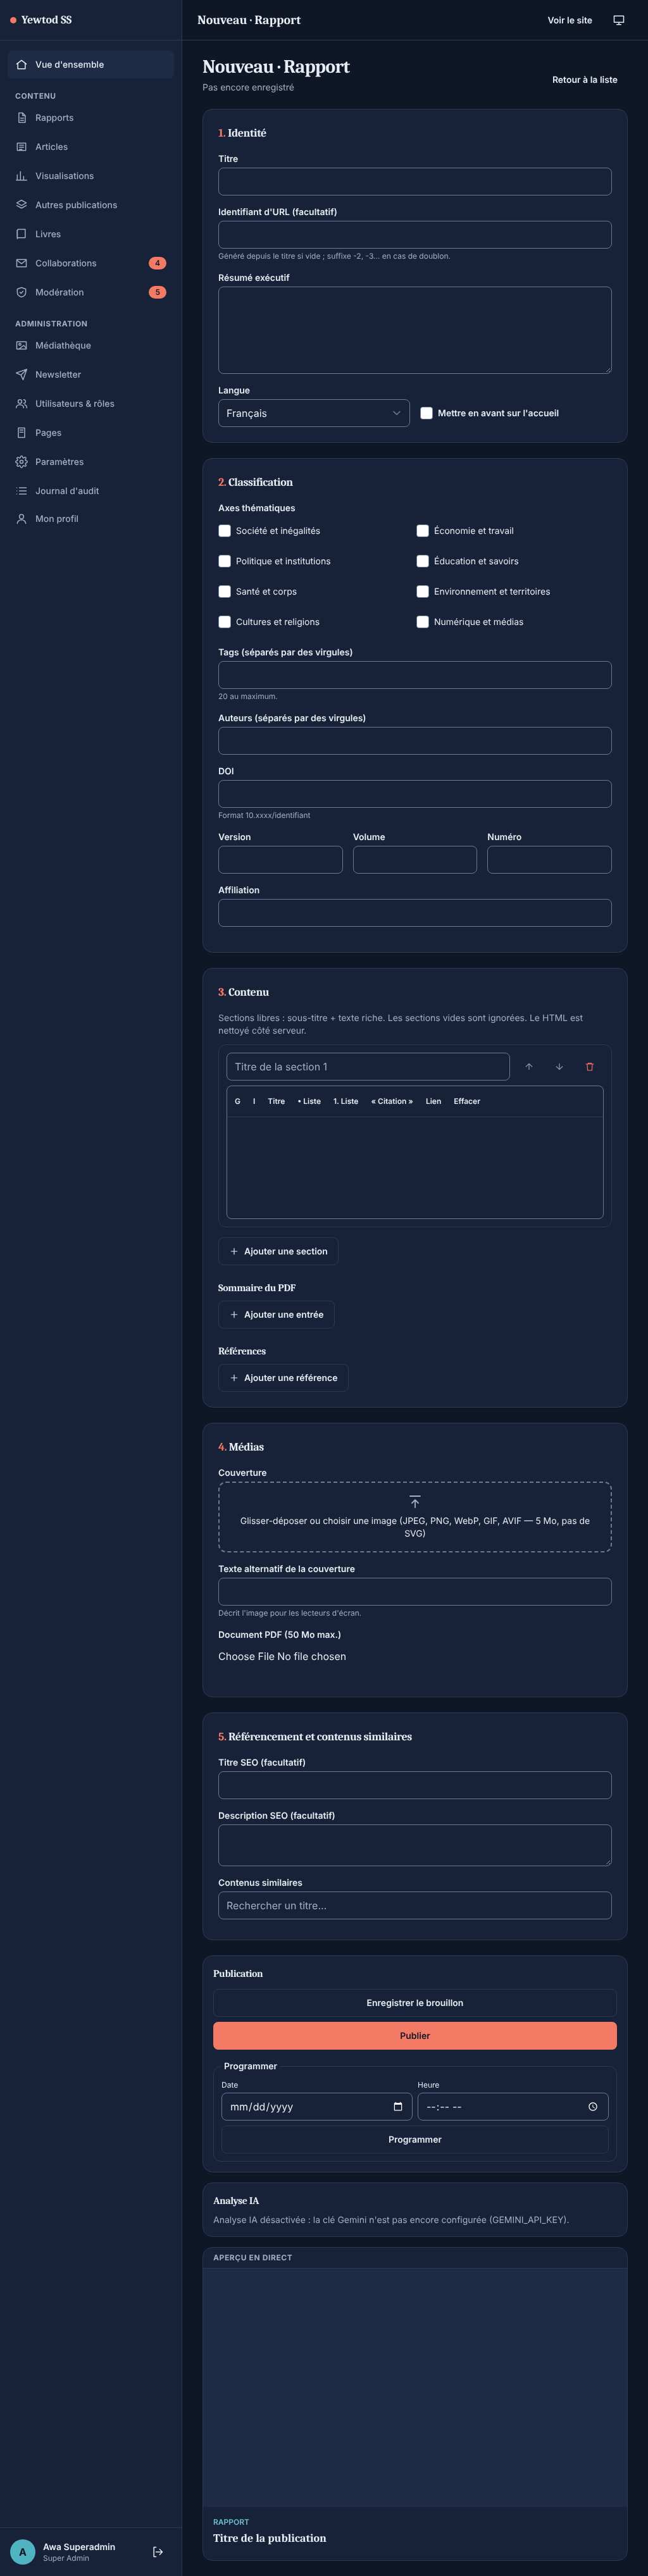 Yewtod SS
Nouveau · Rapport
Voir le site
Vue d'ensemble
CONTENU
Rapports
Articles
Visualisations
Autres publications
Livres
Collaborations 4
Modération 5
ADMINISTRATION
Médiathèque
Newsletter
Utilisateurs & rôles
Pages
Paramètres
Journal d'audit
Mon profil
A
Awa Superadmin
Super Admin
Nouveau · Rapport
Pas encore enregistré
Retour à la liste
1. Identité
Titre
Identifiant d'URL (facultatif)
Généré depuis le titre si vide ; suffixe -2, -3… en cas de doublon.
Résumé exécutif
Langue
Français
Mettre en avant sur l'accueil
2. Classification
Axes thématiques
Société et inégalités
Économie et travail
Politique et institutions
Éducation et savoirs
Santé et corps
Environnement et territoires
Cultures et religions
Numérique et médias
Tags (séparés par des virgules)
20 au maximum.
Auteurs (séparés par des virgules)
DOI
Format 10.xxxx/identifiant
Version Volume Numéro
Affiliation
3. Contenu
Sections libres : sous-titre + texte riche. Les sections vides sont ignorées. Le HTML est
nettoyé côté serveur.
Titre de la section 1
G I Titre • Liste 1. Liste « Citation » Lien Effacer
Ajouter une section
Sommaire du PDF
Ajouter une entrée
Références
Ajouter une référence
4. Médias
Couverture
Glisser-déposer ou choisir une image (JPEG, PNG, WebP, GIF, AVIF — 5 Mo, pas de
SVG)
Texte alternatif de la couverture
Décrit l'image pour les lecteurs d'écran.
Document PDF (50 Mo max.)
Choose File No file chosen
5. Référencement et contenus similaires
Titre SEO (facultatif)
Description SEO (facultatif)
Contenus similaires
Rechercher un titre…
Publication
Enregistrer le brouillon
Publier
Programmer
Date Heure
mm/dd/yyyy --:-- --
Programmer
Analyse IA
Analyse IA désactivée : la clé Gemini n'est pas encore configurée (GEMINI_API_KEY).
APERÇU EN DIRECT
RAPPORT
Titre de la publication